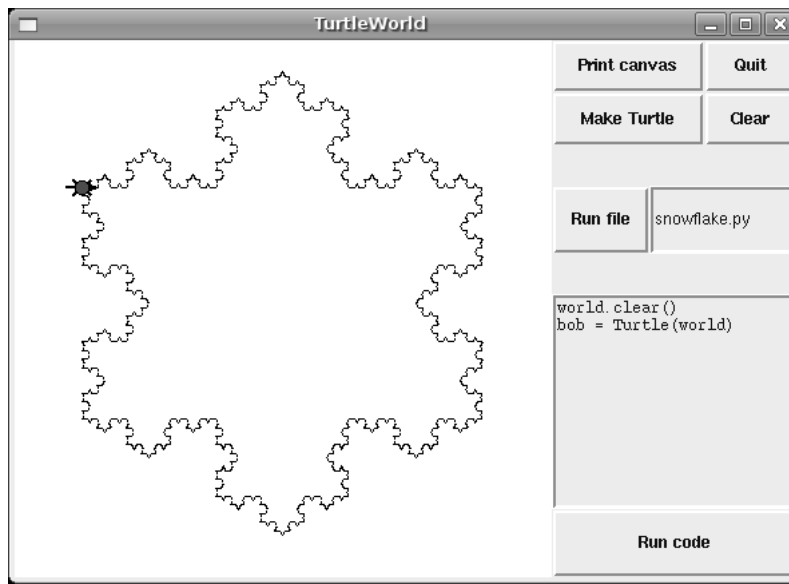 TurtleWorld
Print canvas
Quit
Make Turtle
Clear
Run file
snowflake.py
world.clear()
bob = Turtle(world)
Run code